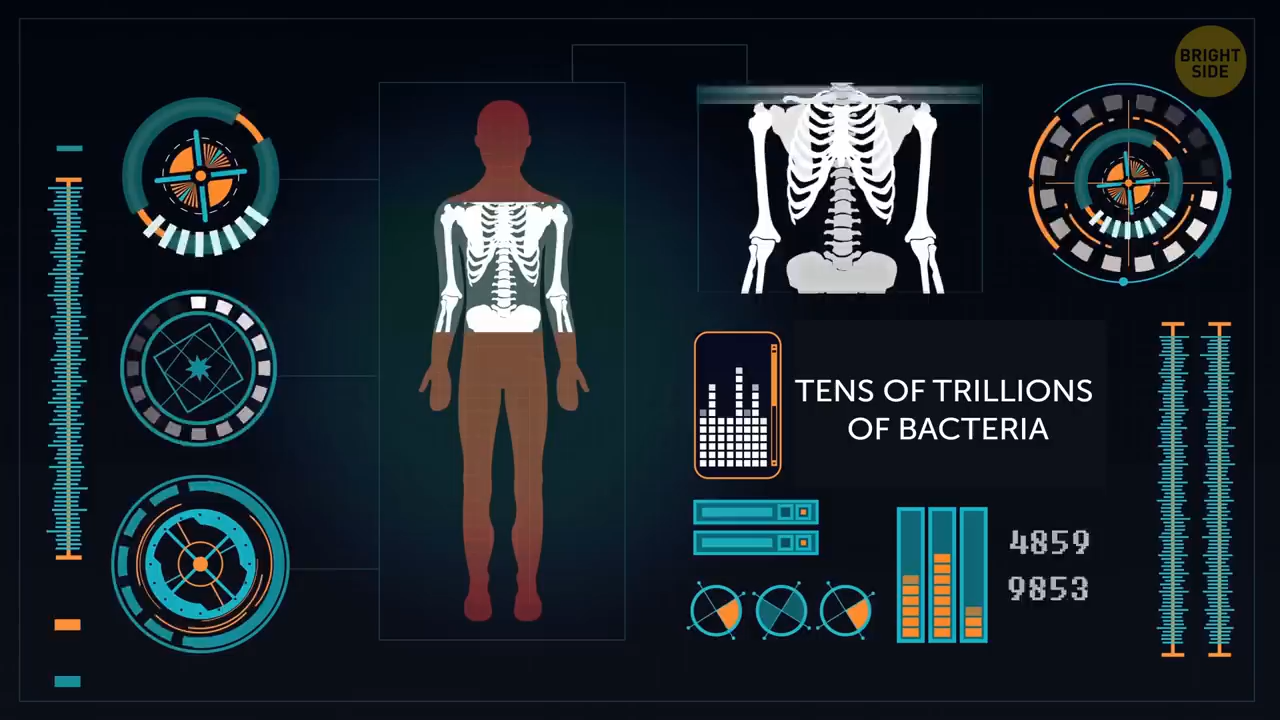 BRIGHT
SIDE
TENS OF TRILLIONS
OF BACTERIA
4859
9853